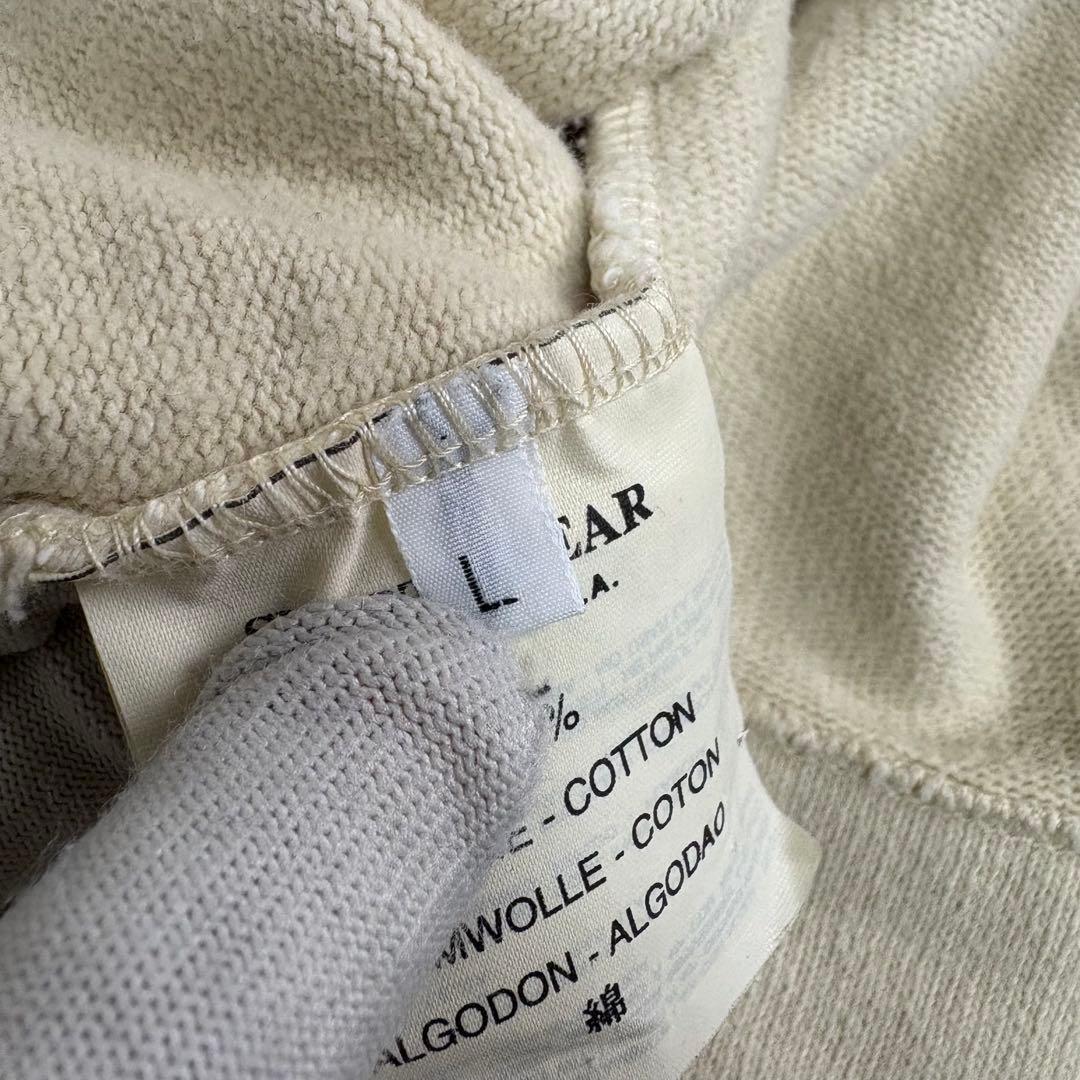 L
EAR
.A.
%
E - COTTON
MWOLLE - COTON
ALGODON - ALGODAO
綿